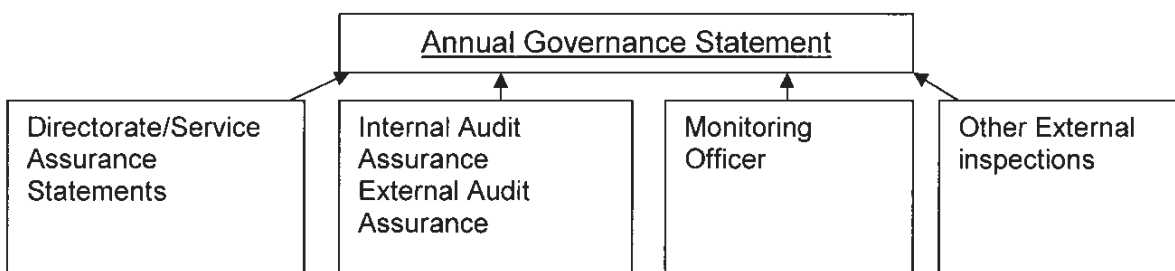 Annual Governance Statement
Directorate/Service
Assurance
Statements
Internal Audit
Assurance
External Audit
Assurance
Monitoring
Officer
Other External
inspections